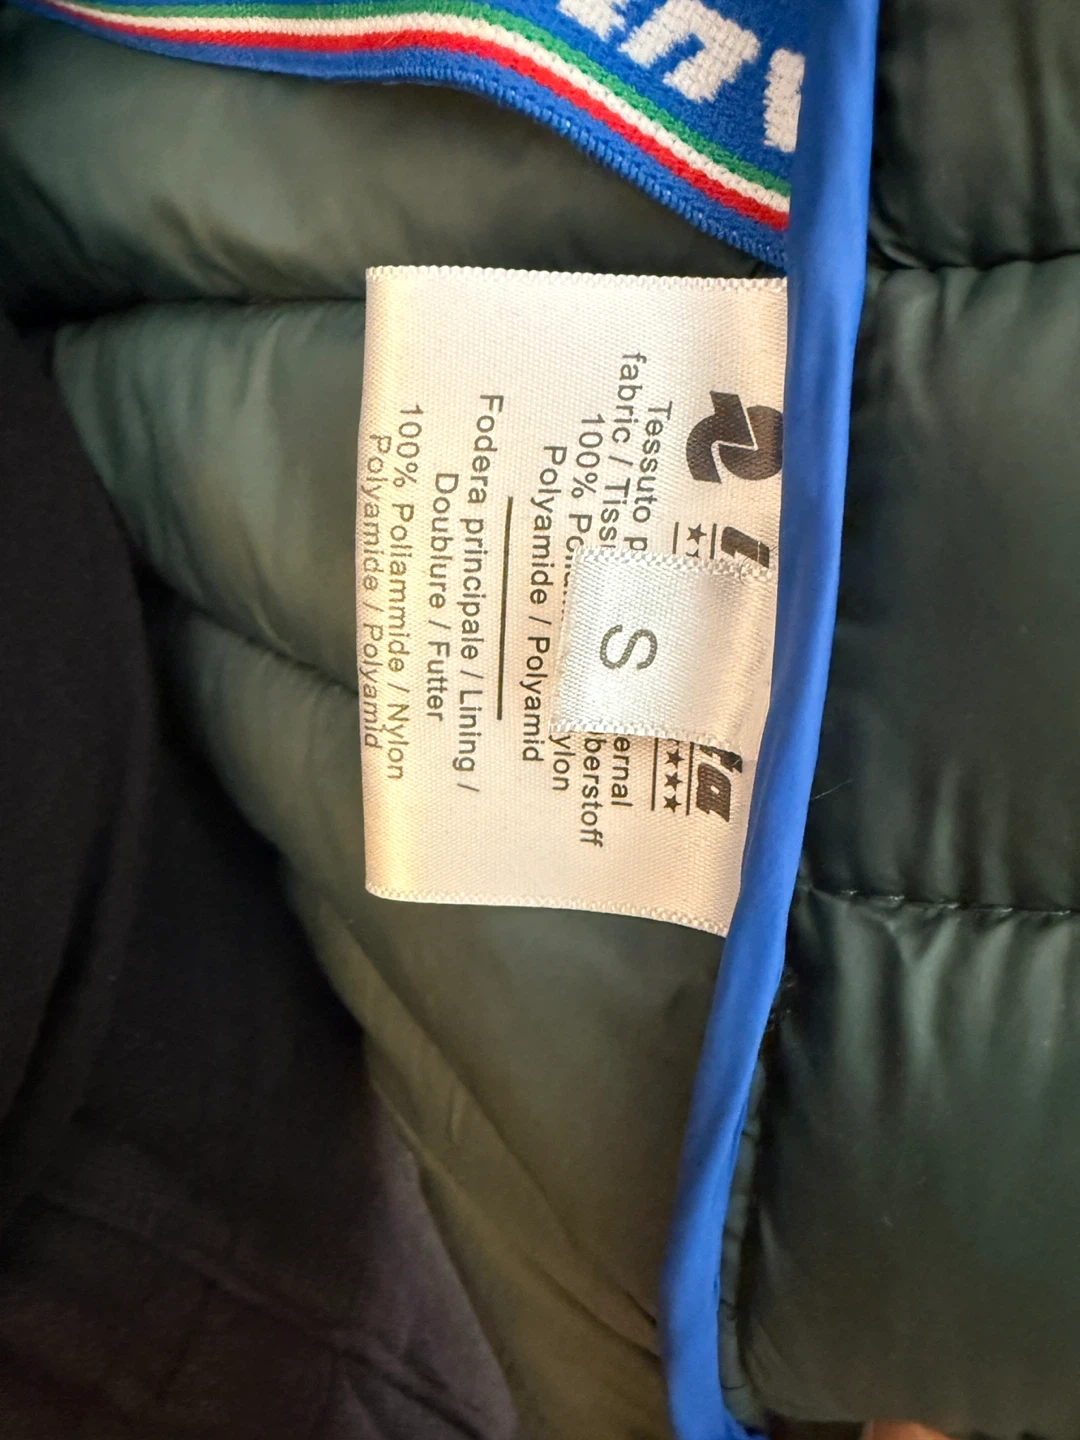 Tessuto p ernal
fabric / Tiss berstoff
100% Po ylon
Polyamide / Polyamid
Fodera principale / Lining /
Doublure / Futter
100% Poliammide / Nylon
Polyamide / Polyamid
S